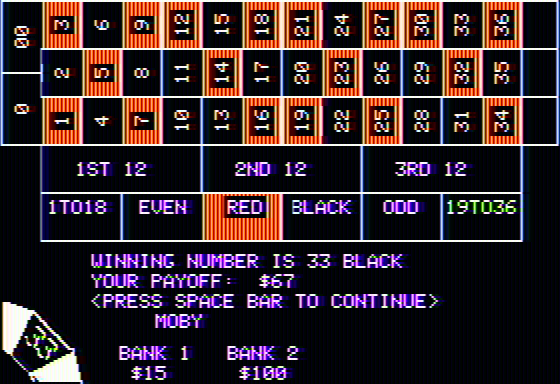 00 3 6 9 12 15 18 21 24 27 30 33 36
2 5 8 11 14 17 20 23 26 29 32 35
0 1 4 7 10 13 16 19 22 25 28 31 34
1ST 12 2ND 12 3RD 12
1TO18 EVEN RED BLACK ODD 19TO36
WINNING NUMBER IS 33 BLACK
YOUR PAYOFF: $67
<PRESS SPACE BAR TO CONTINUE>
MOBY
33
BANK 1 BANK 2
$15 $100